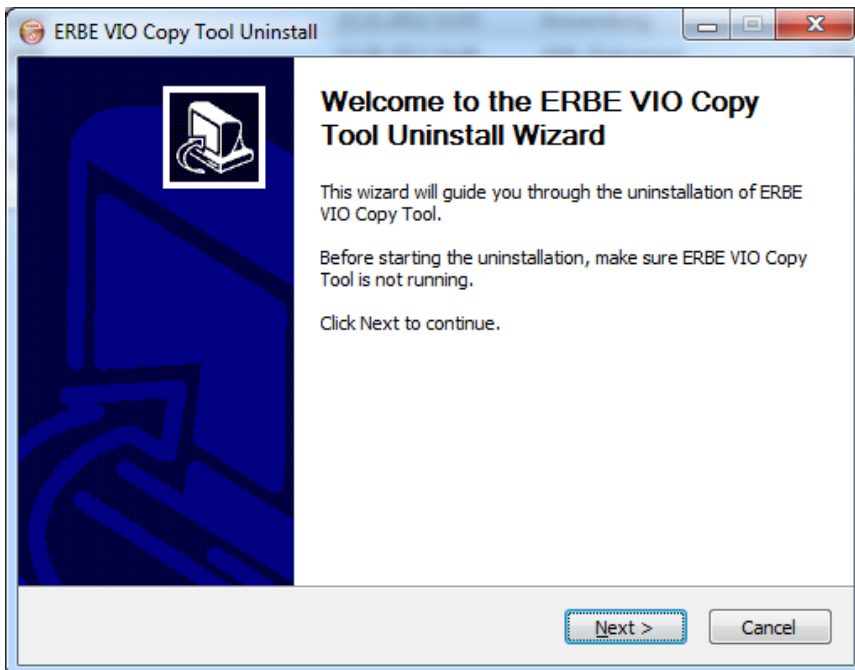 ERBE VIO Copy Tool Uninstall
Welcome to the ERBE VIO Copy
Tool Uninstall Wizard
This wizard will guide you through the uninstallation of ERBE
VIO Copy Tool.
Before starting the uninstallation, make sure ERBE VIO Copy
Tool is not running.
Click Next to continue.
Next >
Cancel